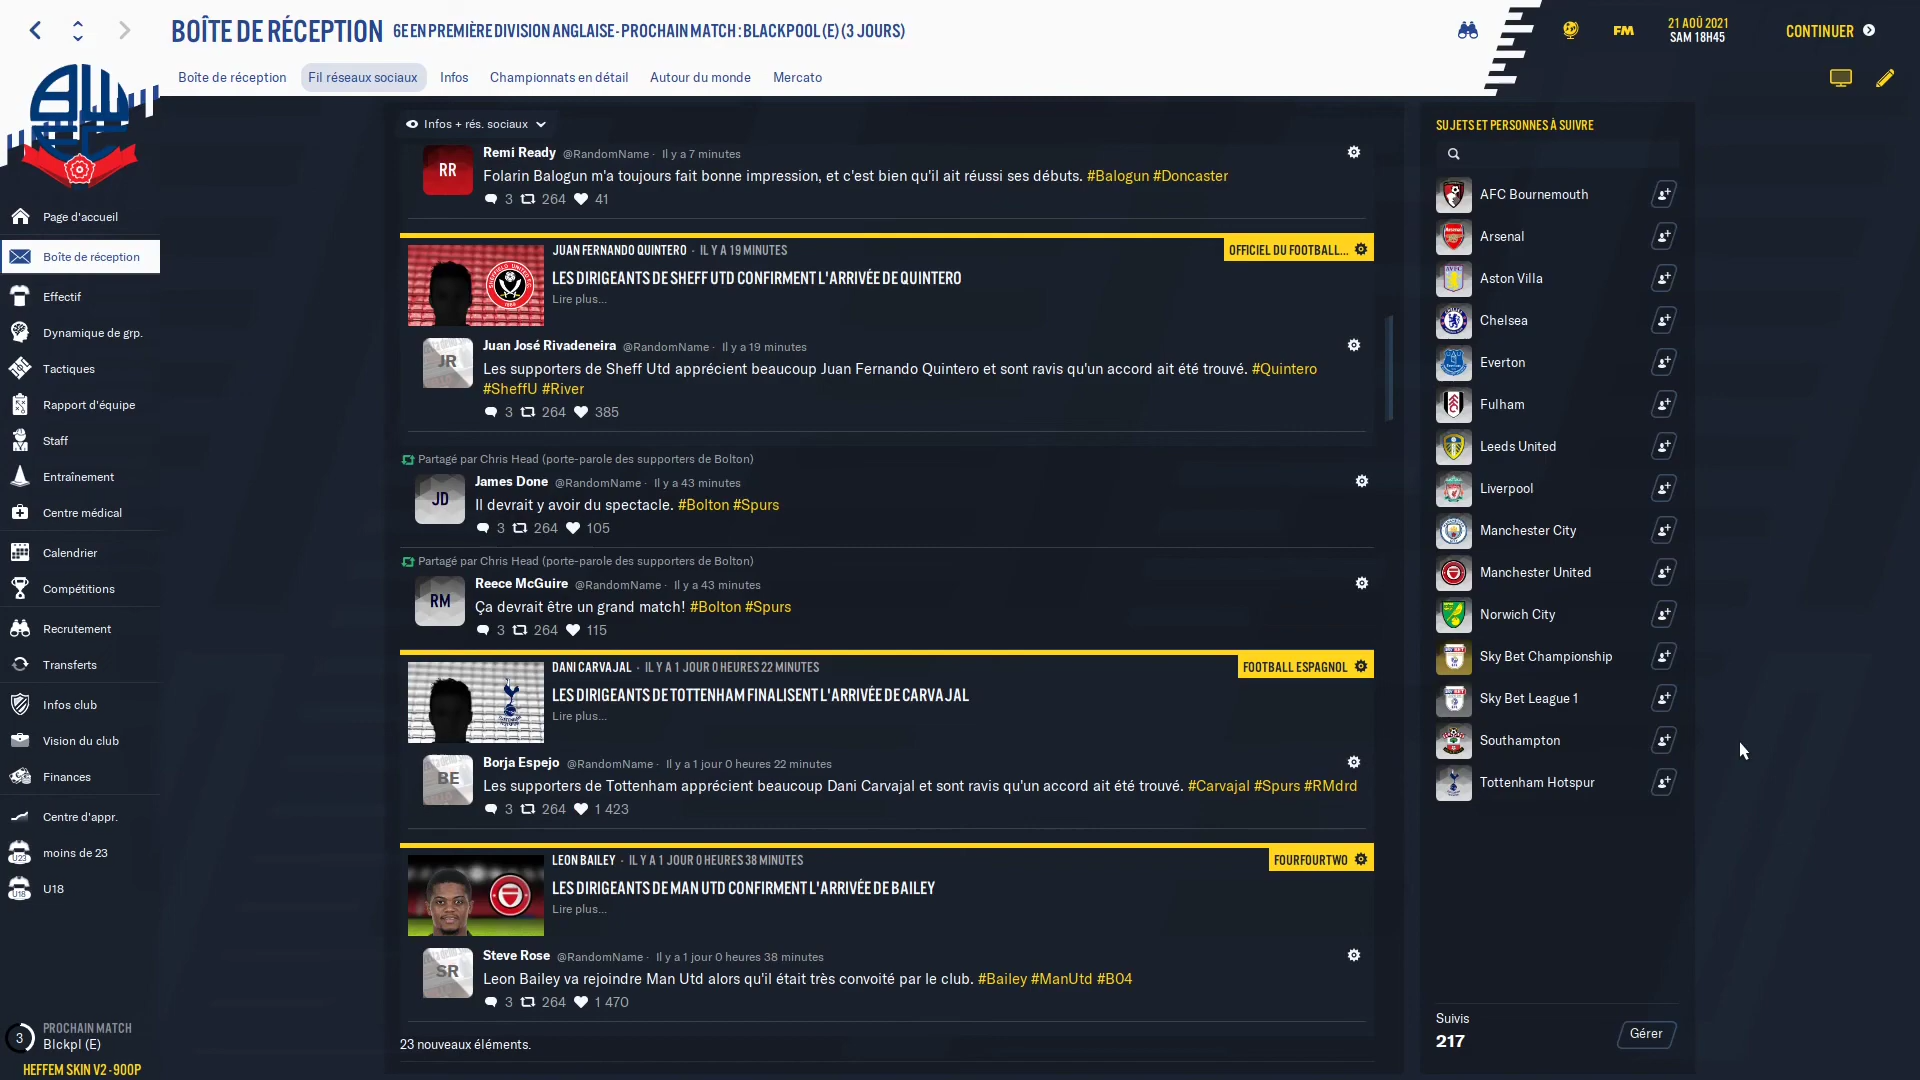 BOÎTE DE RÉCEPTION
6E EN PREMIÈRE DIVISION ANGLAISE - PROCHAIN MATCH : BLACKPOOL (E) (3 JOURS)
FM
21 AOÛ 2021
SAM 18H45
CONTINUER
Boîte de réception
Fil réseaux sociaux
Infos
Championnats en détail
Autour du monde
Mercato
Page d'accueil
Boîte de réception
Effectif
Dynamique de grp.
Tactiques
Rapport d'équipe
Staff
Entraînement
Centre médical
Calendrier
Compétitions
Recrutement
Transferts
Infos club
Vision du club
Finances
Centre d'appr.
U23
moins de 23
U18
U18
3
PROCHAIN MATCH
Blckpl (E)
HEFFEM SKIN V2 - 900P
Infos + rés. sociaux
RR
Remi Ready @RandomName · Il y a 7 minutes
Folarin Balogun m'a toujours fait bonne impression, et c'est bien qu'il ait réussi ses débuts. #Balogun #Doncaster
3 264 41
JUAN FERNANDO QUINTERO · IL Y A 19 MINUTES
OFFICIEL DU FOOTBALL...
LES DIRIGEANTS DE SHEFF UTD CONFIRMENT L'ARRIVÉE DE QUINTERO
Lire plus...
JR
Juan José Rivadeneira @RandomName · Il y a 19 minutes
Les supporters de Sheff Utd apprécient beaucoup Juan Fernando Quintero et sont ravis qu'un accord ait été trouvé. #Quintero
#SheffU #River
3 264 385
Partagé par Chris Head (porte-parole des supporters de Bolton)
JD
James Done @RandomName · Il y a 43 minutes
Il devrait y avoir du spectacle. #Bolton #Spurs
3 264 105
Partagé par Chris Head (porte-parole des supporters de Bolton)
RM
Reece McGuire @RandomName · Il y a 43 minutes
Ça devrait être un grand match! #Bolton #Spurs
3 264 115
DANI CARVAJAL · IL Y A 1 JOUR 0 HEURES 22 MINUTES
FOOTBALL ESPAGNOL
LES DIRIGEANTS DE TOTTENHAM FINALISENT L'ARRIVÉE DE CARVAJAL
Lire plus...
BE
Borja Espejo @RandomName · Il y a 1 jour 0 heures 22 minutes
Les supporters de Tottenham apprécient beaucoup Dani Carvajal et sont ravis qu'un accord ait été trouvé. #Carvajal #Spurs #RMdrd
3 264 1 423
LEON BAILEY · IL Y A 1 JOUR 0 HEURES 38 MINUTES
FOURFOURTWO
LES DIRIGEANTS DE MAN UTD CONFIRMENT L'ARRIVÉE DE BAILEY
Lire plus...
SR
Steve Rose @RandomName · Il y a 1 jour 0 heures 38 minutes
Leon Bailey va rejoindre Man Utd alors qu'il était très convoité par le club. #Bailey #ManUtd #B04
3 264 1 470
23 nouveaux éléments.
SUJETS ET PERSONNES À SUIVRE
AFC Bournemouth
Arsenal
Aston Villa
Chelsea
Everton
Fulham
Leeds United
Liverpool
Manchester City
Manchester United
Norwich City
Sky Bet Championship
Sky Bet League 1
Southampton
Tottenham Hotspur
Suivis
217
Gérer